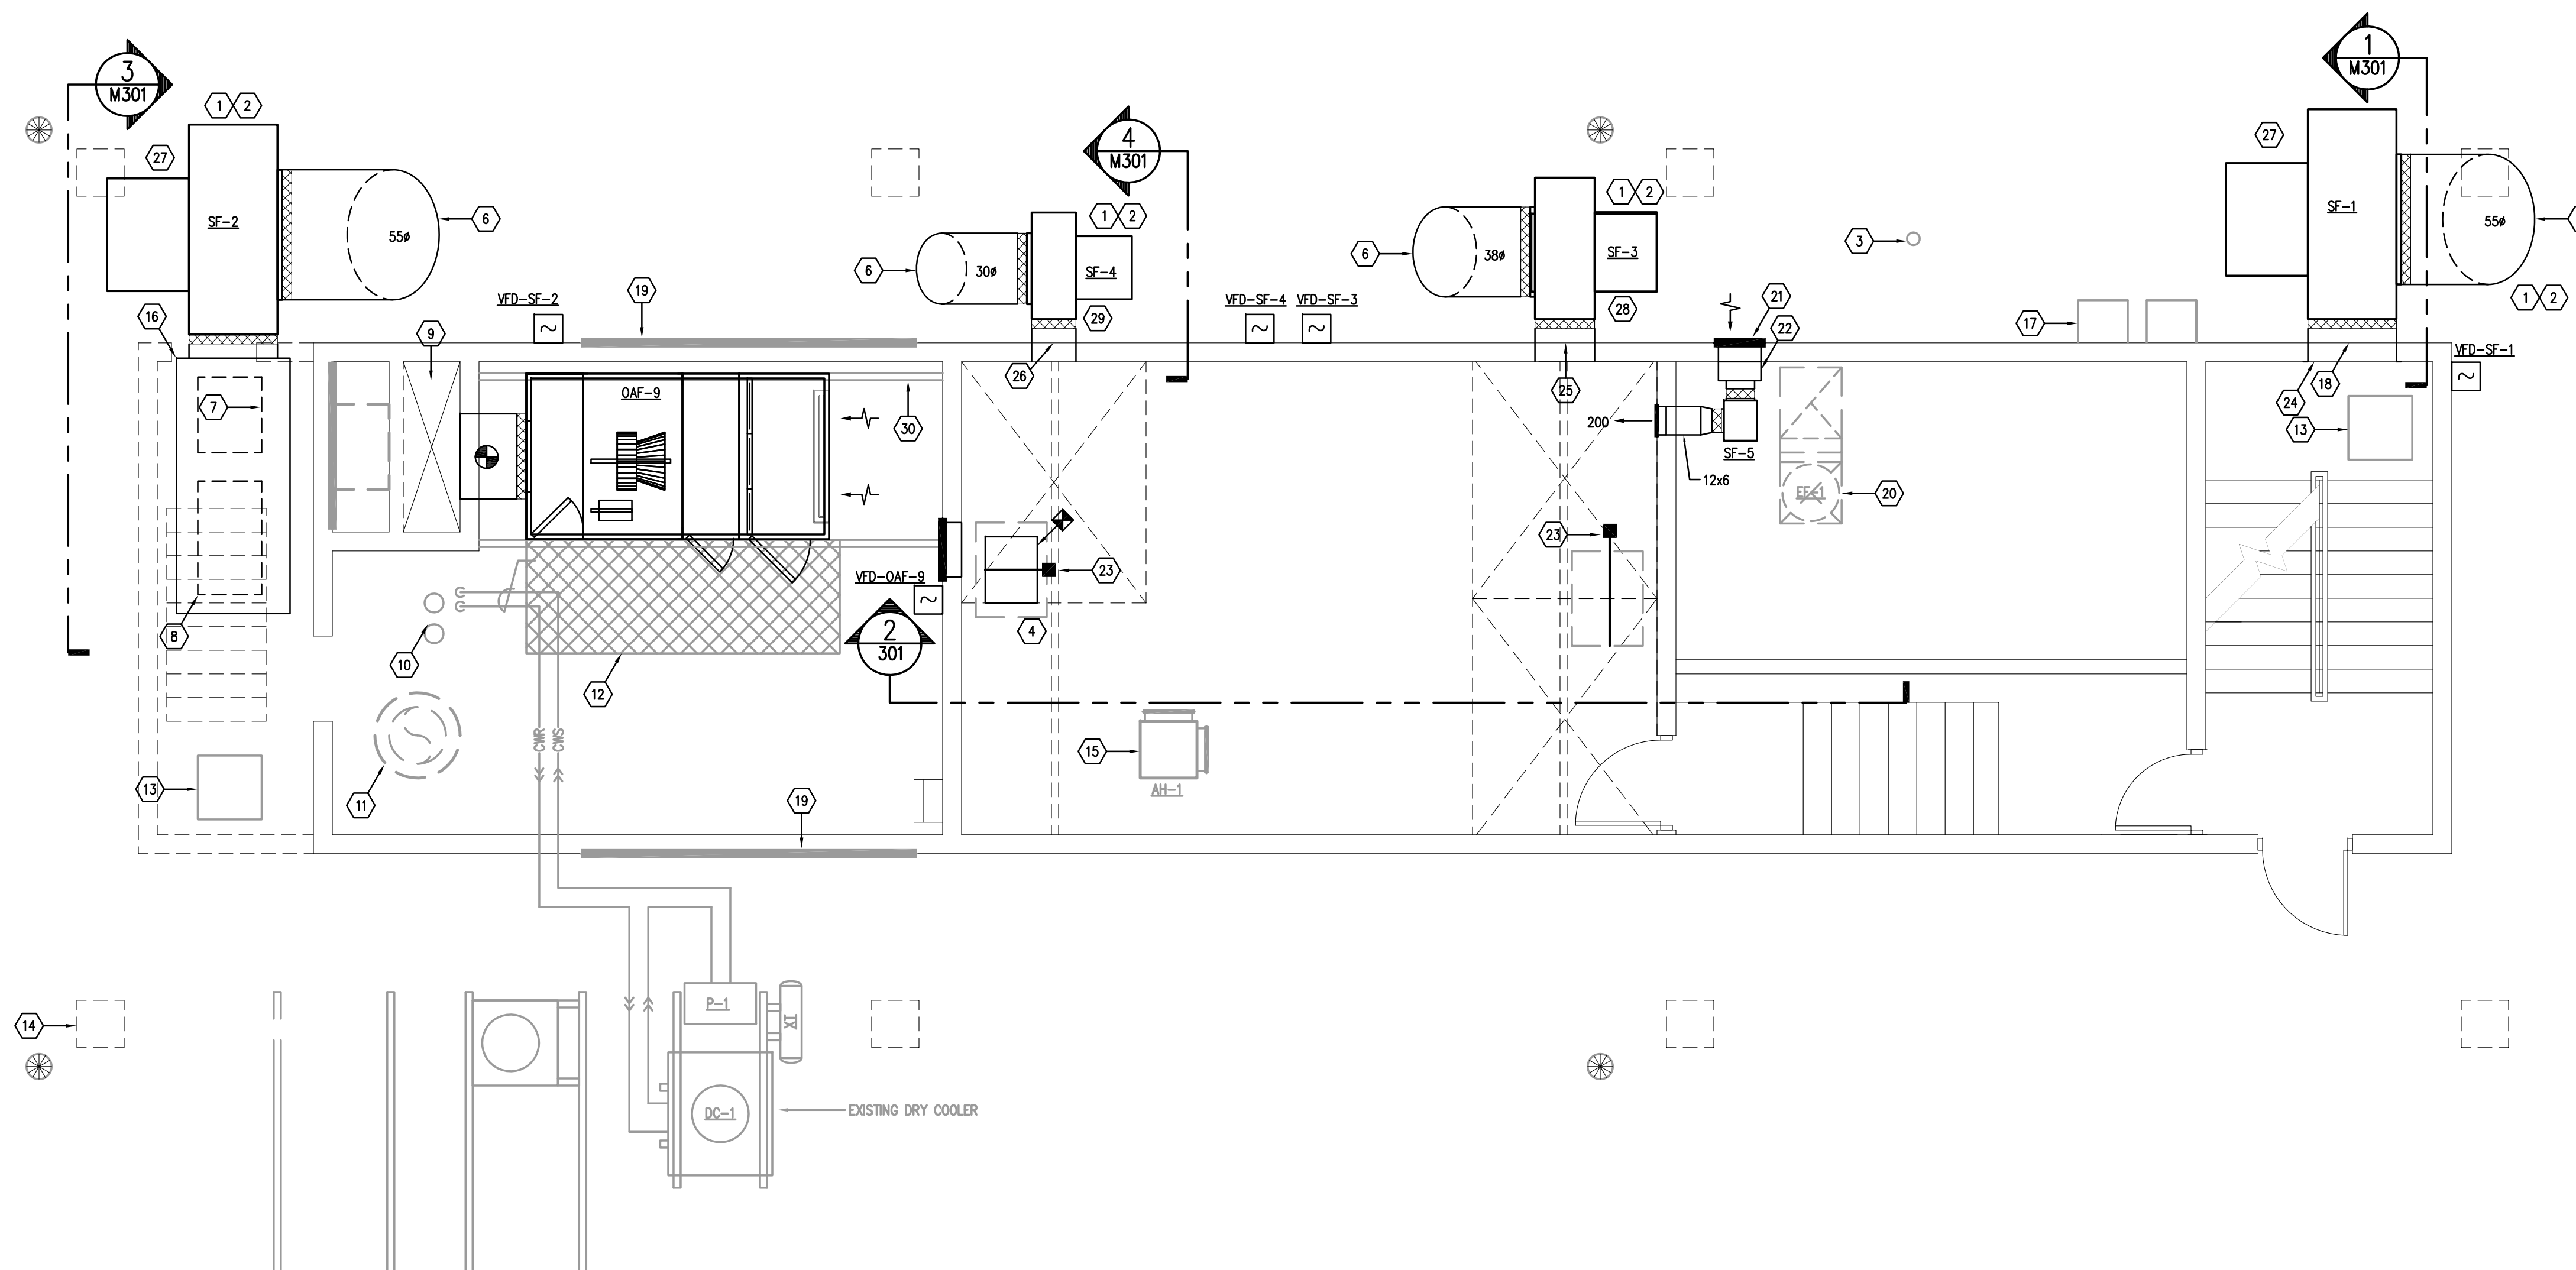 3
M301
1
M301
1 2
27
SF-2
55ø
6
4
M301
1 2
6
30ø
SF-4
29
1 2
6
38ø
SF-3
28
3
27
SF-1
55ø
1 2
16
9
VFD-SF-2
19
VFD-SF-4
VFD-SF-3
21
22
17
VFD-SF-1
7
OAF-9
30
26
25
24
18
13
200
SF-5
12x6
EF-1
20
23
23
VFD-OAF-9
2
301
4
8
10
12
11
CWR
CWS
13
15
AH-1
19
14
P-1
XT
DC-1
EXISTING DRY COOLER